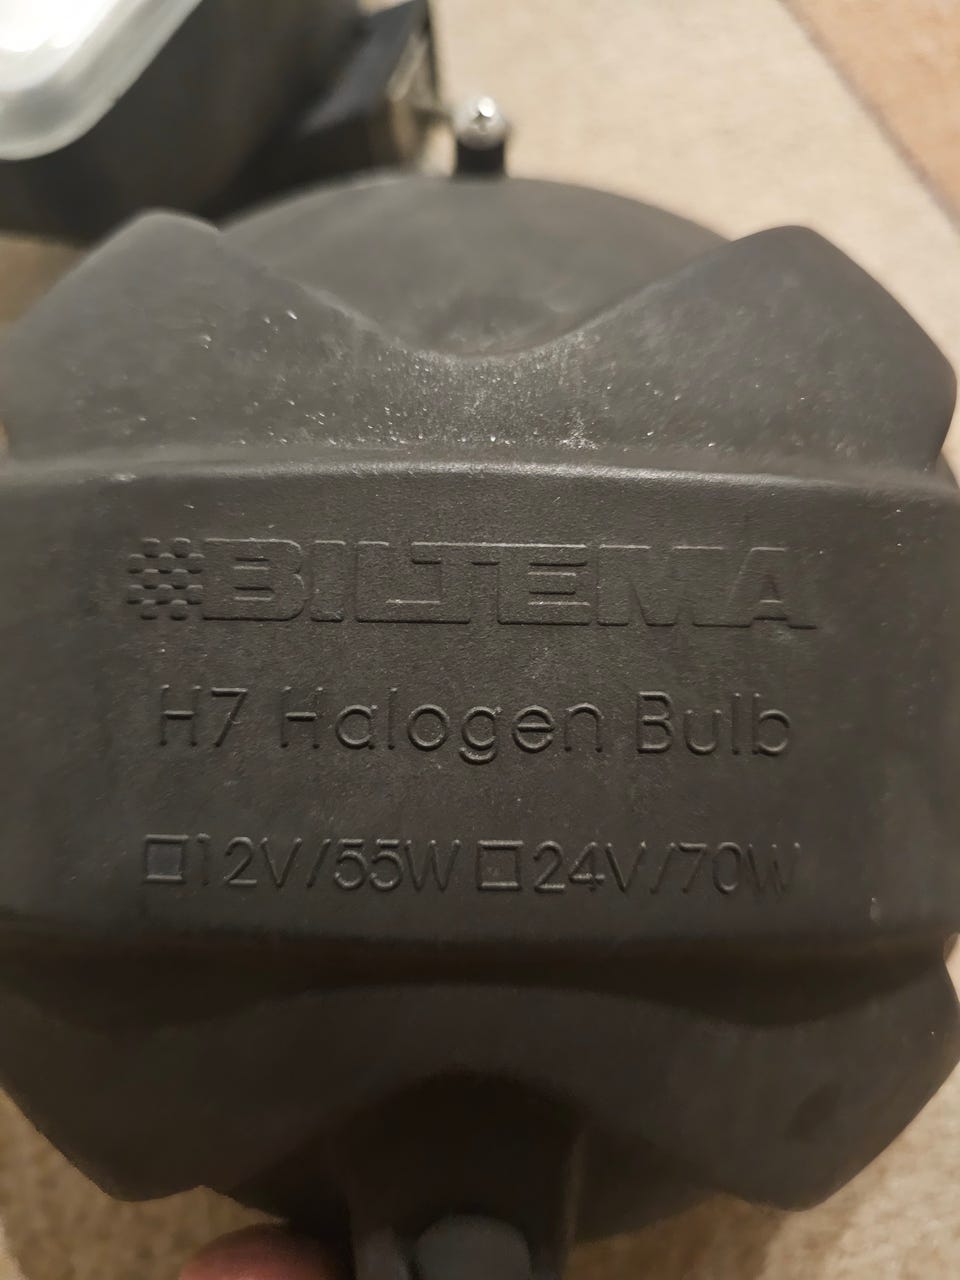 BILTEMA
H7 Halogen Bulb
□12V/55W □24V/70W